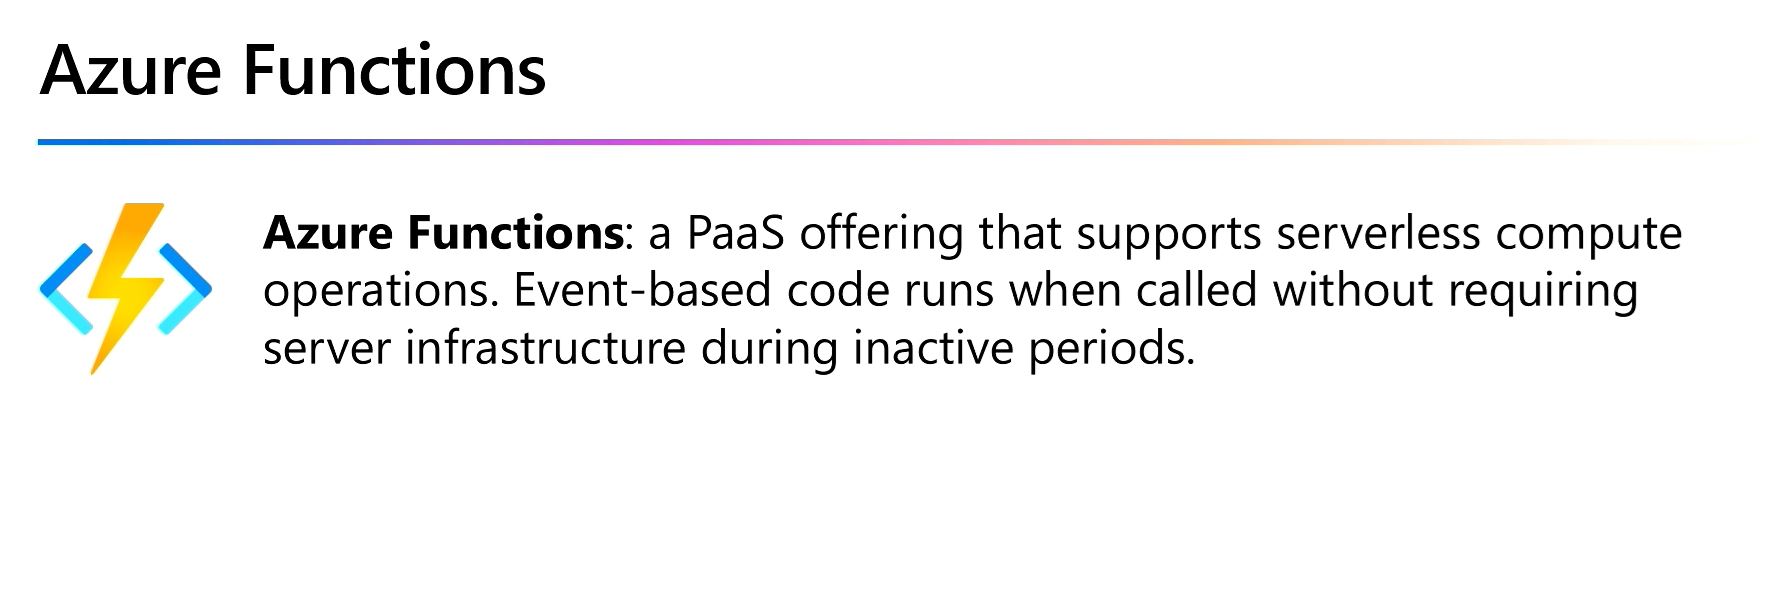 Azure Functions
Azure Functions: a PaaS offering that supports serverless compute
operations. Event-based code runs when called without requiring
server infrastructure during inactive periods.